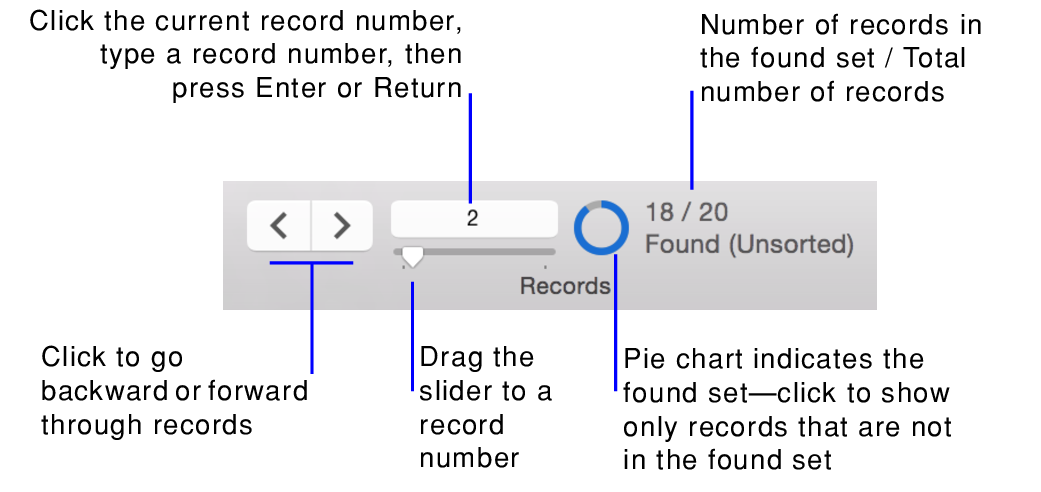 Click the current record number,
type a record number, then
press Enter or Return
Number of records in
the found set / Total
number of records
2
18 / 20
Found (Unsorted)
Records
Click to go
backward or forward
through records
Drag the
slider to a
record
number
Pie chart indicates the
found set—click to show
only records that are not
in the found set